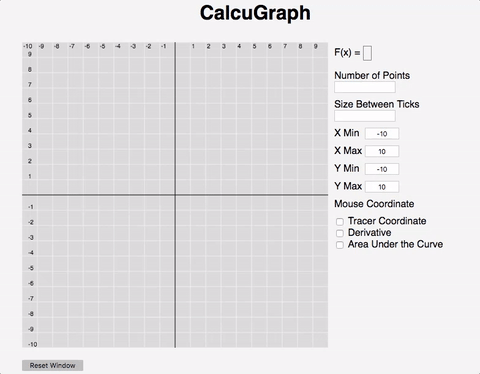 CalcuGraph
-10 -9 -8 -7 -6 -5 -4 -3 -2 -1 1 2 3 4 5 6 7 8 9
9
8
7
6
5
4
3
2
1
-1
-2
-3
-4
-5
-6
-7
-8
-9
-10
F(x) =
Number of Points
Size Between Ticks
X Min -10
X Max 10
Y Min -10
Y Max 10
Mouse Coordinate
Tracer Coordinate
Derivative
Area Under the Curve
Reset Window